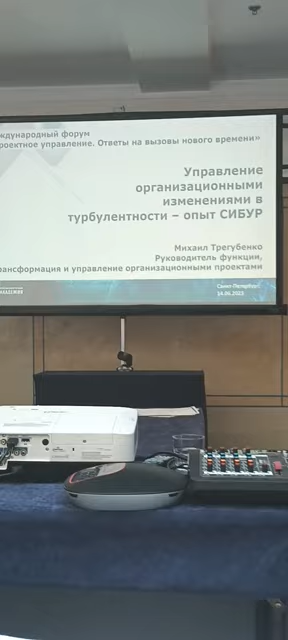 ждународный форум
роектное управление. Ответы на вызовы нового времени»
Управление
организационными
изменениями в
турбулентности – опыт СИБУР
Михаил Трегубенко
Руководитель функции,
рансформация и управление организационными проектами
Санкт-Петербург
14.06.2022